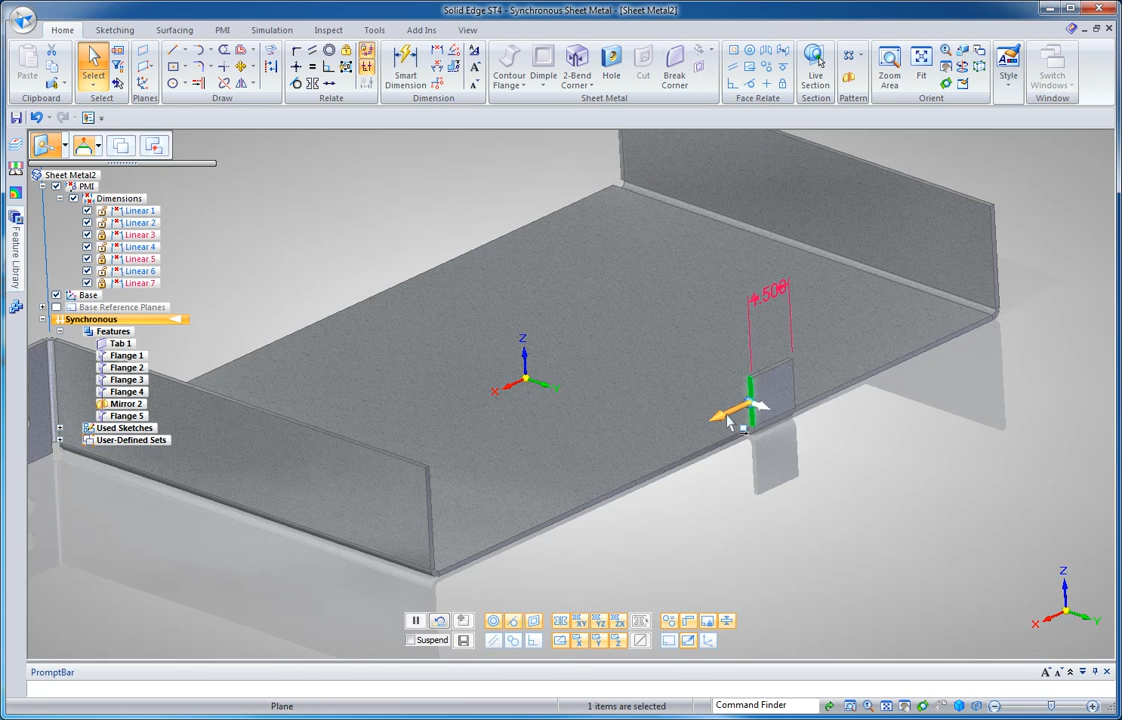 Solid Edge ST4 - Synchronous Sheet Metal - [Sheet Metal2]
Home Sketching Surfacing PMI Simulation Inspect Tools Add Ins View
Paste
Select
Smart Dimension
Contour Flange
Dimple
2-Bend Corner
Hole
Cut
Break Corner
Live Section
Zoom Area
Fit
Style
Switch Windows
Clipboard Select Planes Draw Relate Dimension Sheet Metal Face Relate Section Pattern Orient Window
Feature Library
Sheet Metal2
PMI
Dimensions
Linear 1
Linear 2
Linear 3
Linear 4
Linear 5
Linear 6
Linear 7
Base
Base Reference Planes
Synchronous
Features
Tab 1
Flange 1
Flange 2
Flange 3
Flange 4
Mirror 2
Flange 5
Used Sketches
User-Defined Sets
Z
X
Y
Z
X
Y
XY YZ ZX
Suspend
X Y Z
PromptBar
Plane
1 items are selected
Command Finder